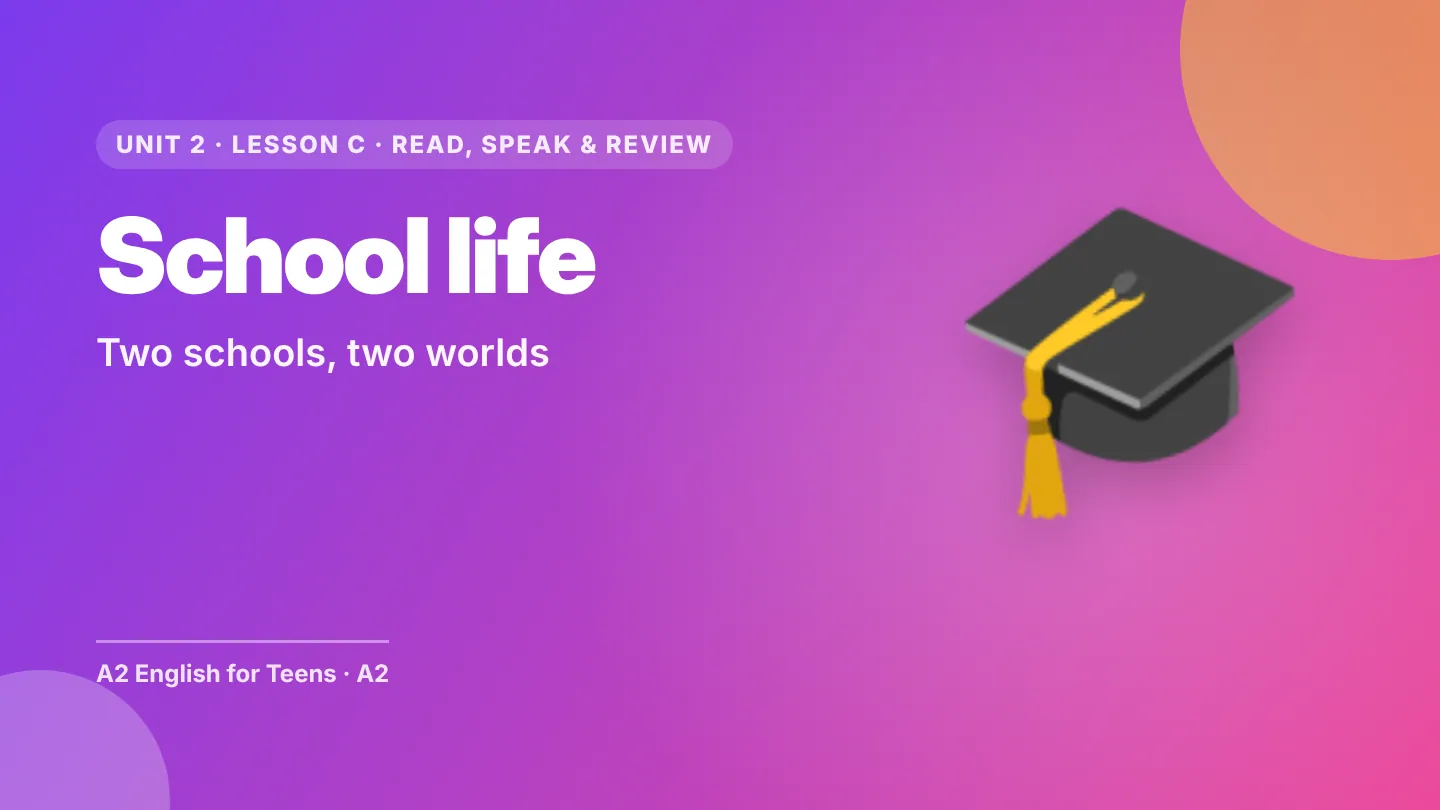 UNIT 2 · LESSON C · READ, SPEAK & REVIEW
School life
Two schools, two worlds
A2 English for Teens · A2